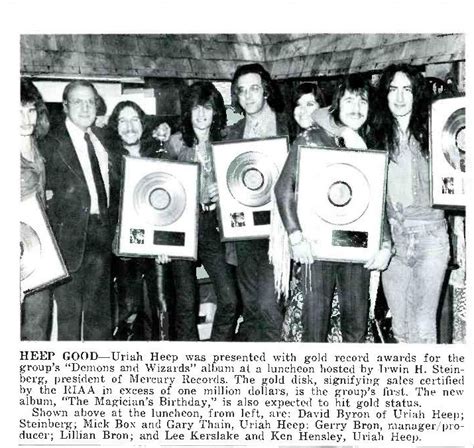 HEEP GOOD—Uriah Heep was presented with gold record awards for the
group's "Demons and Wizards" album at a luncheon hosted by Irwin H. Stein-
berg, president of Mercury Records. The gold disk, signifying sales certified
by the RIAA in excess of one million dollars, is the group's first. The new
album, "The Magician's Birthday," is also expected to hit gold status.
Shown above at the luncheon, from left, are: David Byron of Uriah Heep;
Steinberg; Mick Box and Gary Thain, Uriah Heep; Gerry Bron, manager/pro-
ducer; Lillian Bron; and Lee Kerslake and Ken Hensley, Uriah Heep.